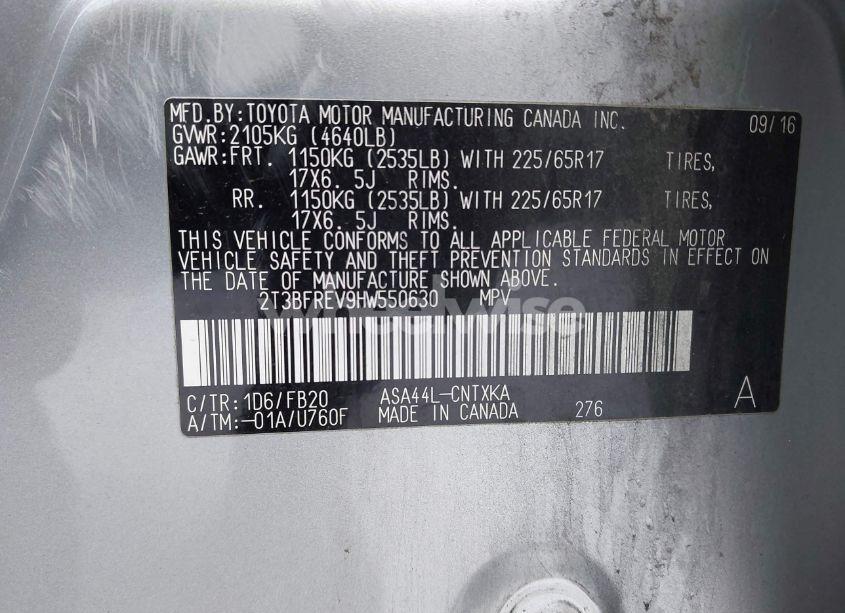 MFD.BY:TOYOTA MOTOR MANUFACTURING CANADA INC. 09/16
GVWR:2105KG (4640LB)
GAWR:FRT. 1150KG (2535LB) WITH 225/65R17 TIRES,
17X6. 5J RIMS.
RR. 1150KG (2535LB) WITH 225/65R17 TIRES,
17X6. 5J RIMS.
THIS VEHICLE CONFORMS TO ALL APPLICABLE FEDERAL MOTOR
VEHICLE SAFETY AND THEFT PREVENTION STANDARDS IN EFFECT ON
THE DATE OF MANUFACTURE SHOWN ABOVE.
2T3BFREV9HW550630 MPV
wheelwise
C/TR:1D6/FB20 ASA44L-CNTXKA
A/TM:-01A/U760F MADE IN CANADA 276 A